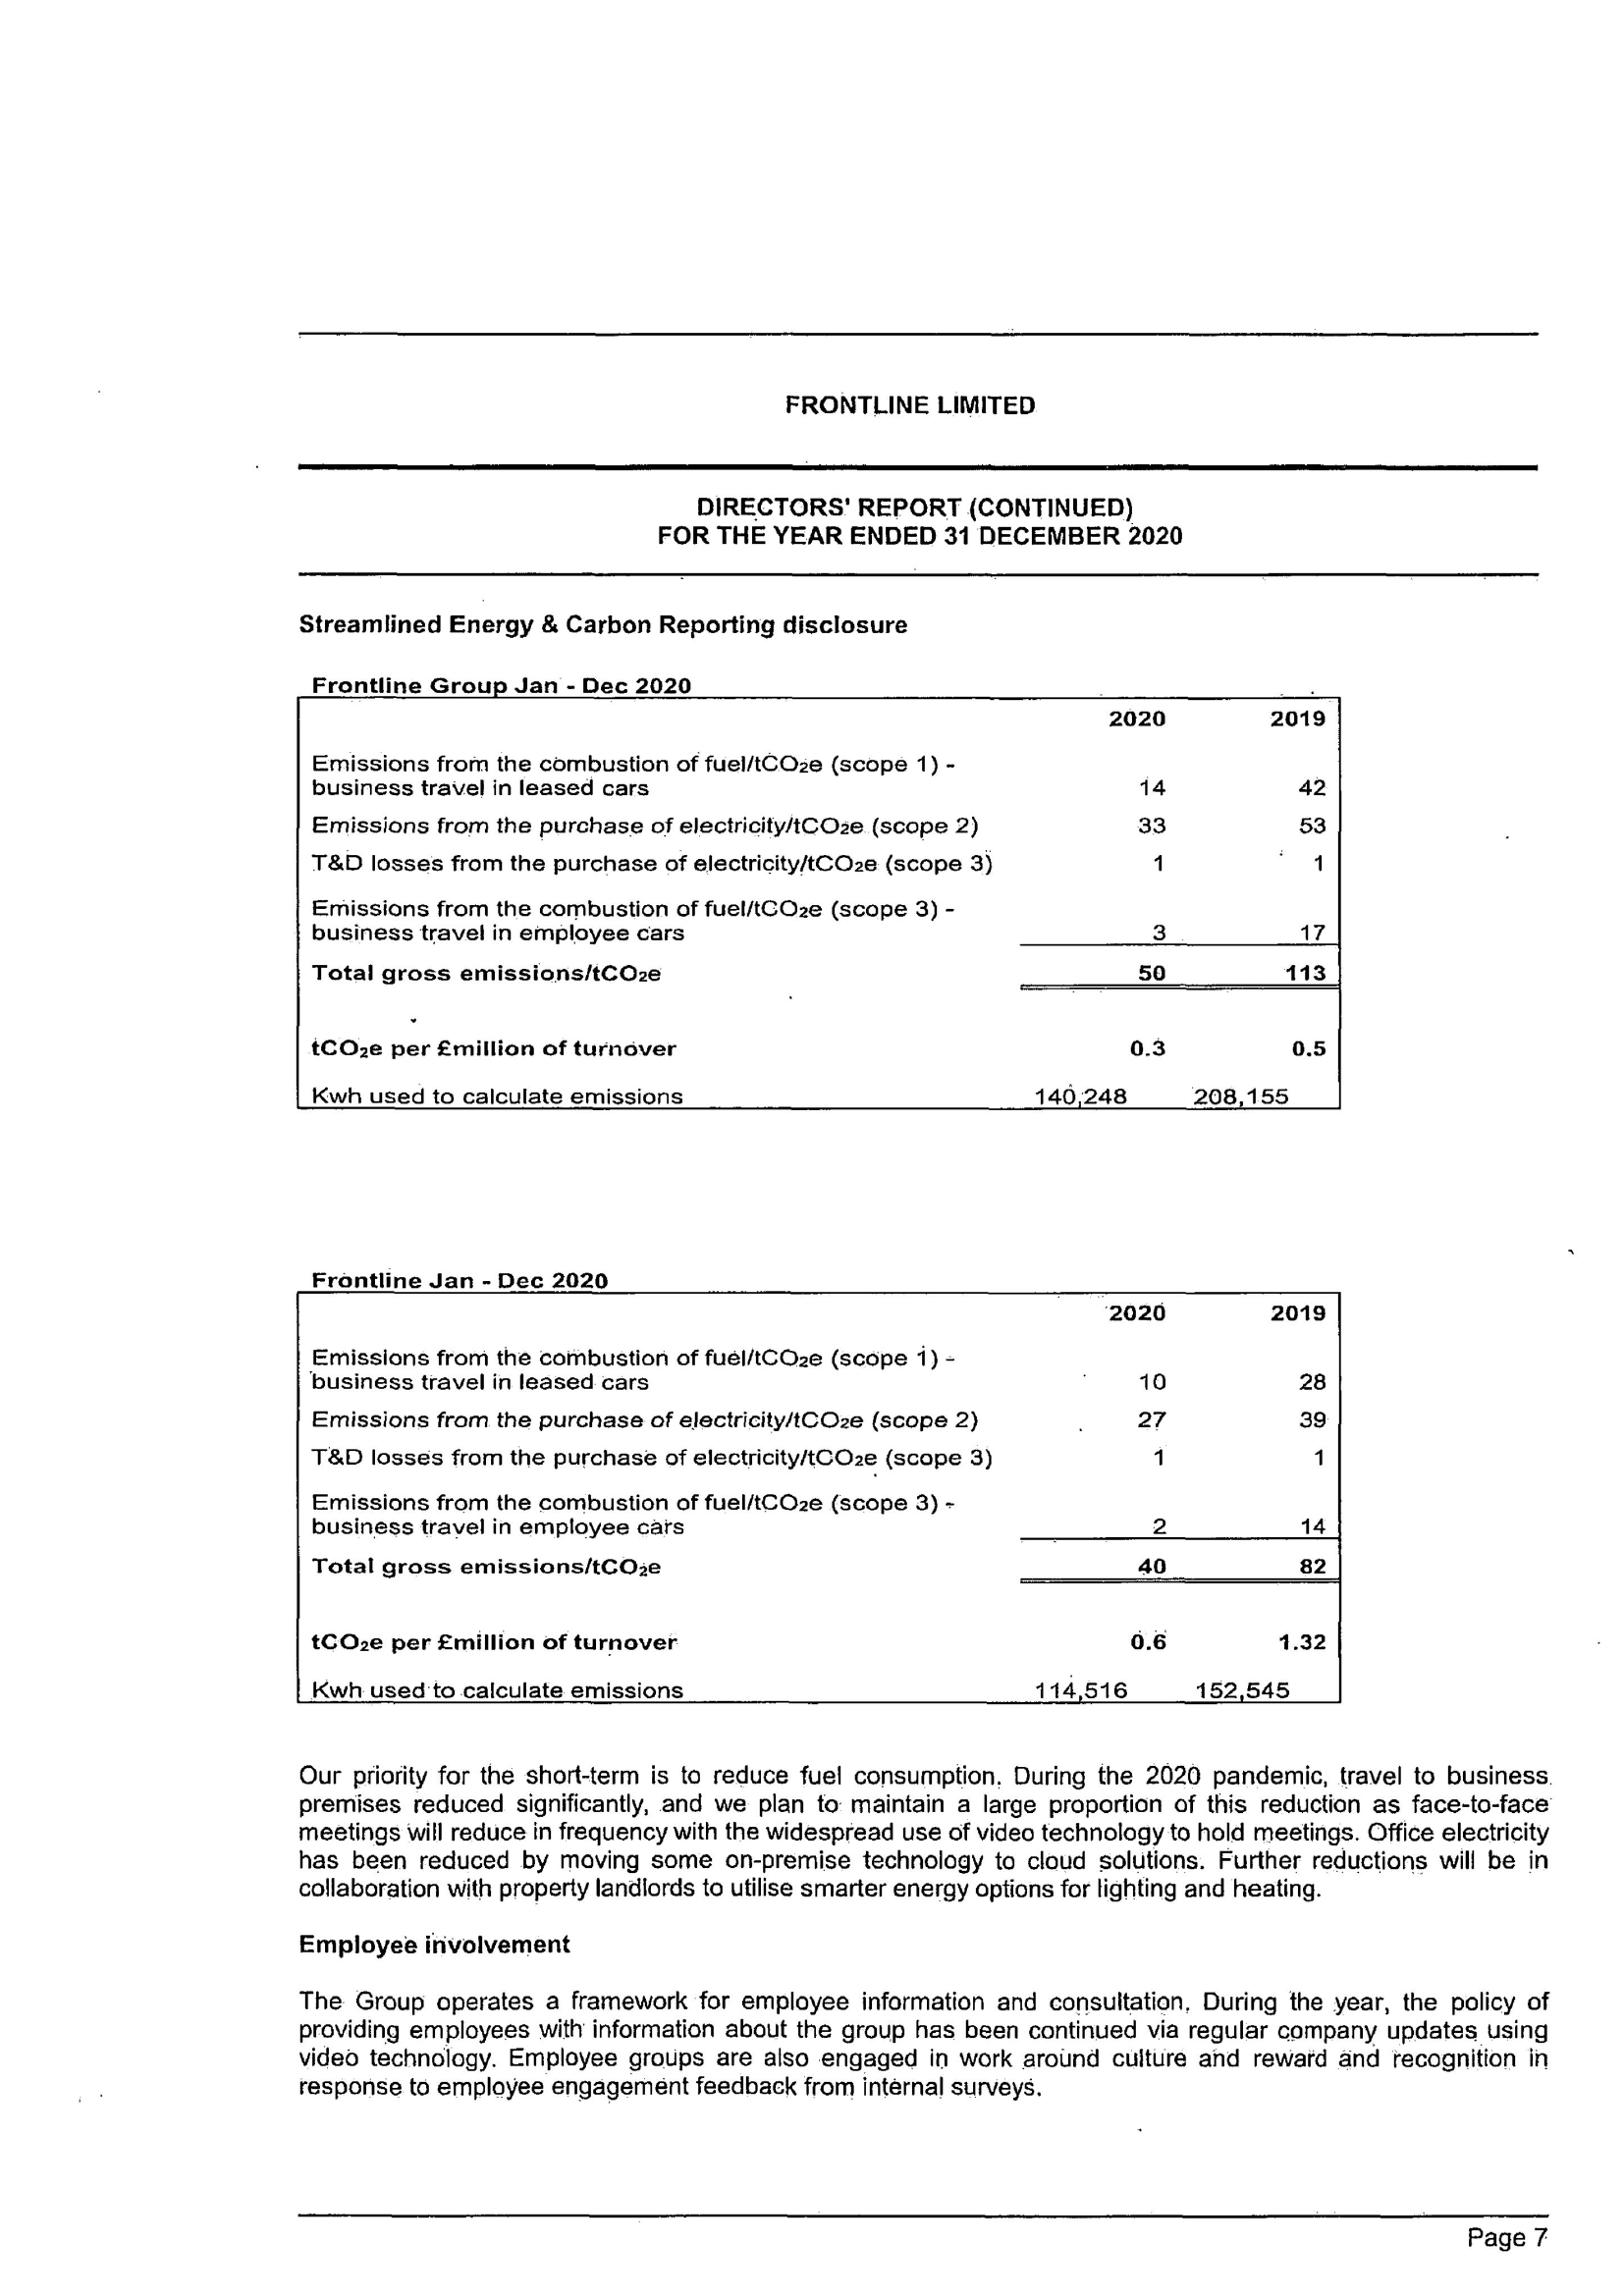 FRONTLINE LIMITED
DIRECTORS' REPORT (CONTINUED)
FOR THE YEAR ENDED 31 DECEMBER 2020
Streamlined Energy & Carbon Reporting disclosure
Frontline Group Jan - Dec 2020
2020 2019
Emissions from the combustion of fuel/tCO₂e (scope 1) -
business travel in leased cars 14 42
Emissions from the purchase of electricity/tCO₂e (scope 2) 33 53
T&D losses from the purchase of electricity/tCO₂e (scope 3) 1 1
Emissions from the combustion of fuel/tCO₂e (scope 3) -
business travel in employee cars 3 17
Total gross emissions/tCO₂e 50 113
tCO₂e per £million of turnover 0.3 0.5
Kwh used to calculate emissions 140,248 208,155
Frontline Jan - Dec 2020
2020 2019
Emissions from the combustion of fuel/tCO₂e (scope 1) -
business travel in leased cars 10 28
Emissions from the purchase of electricity/tCO₂e (scope 2) 27 39
T&D losses from the purchase of electricity/tCO₂e (scope 3) 1 1
Emissions from the combustion of fuel/tCO₂e (scope 3) -
business travel in employee cars 2 14
Total gross emissions/tCO₂e 40 82
tCO₂e per £million of turnover 0.6 1.32
Kwh used to calculate emissions 114,516 152,545
Our priority for the short-term is to reduce fuel consumption. During the 2020 pandemic, travel to business
premises reduced significantly, and we plan to maintain a large proportion of this reduction as face-to-face
meetings will reduce in frequency with the widespread use of video technology to hold meetings. Office electricity
has been reduced by moving some on-premise technology to cloud solutions. Further reductions will be in
collaboration with property landlords to utilise smarter energy options for lighting and heating.
Employee involvement
The Group operates a framework for employee information and consultation. During the year, the policy of
providing employees with information about the group has been continued via regular company updates using
video technology. Employee groups are also engaged in work around culture and reward and recognition in
response to employee engagement feedback from internal surveys.
Page 7